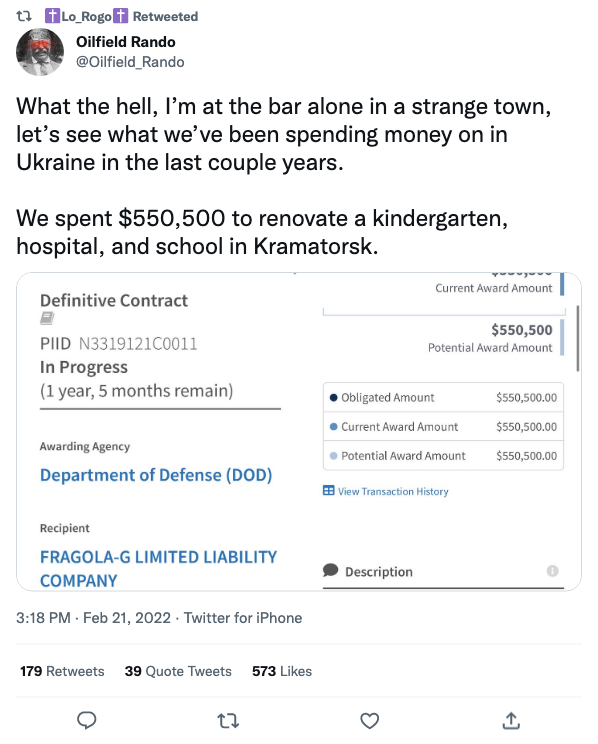 ✝️Lo_Rogo✝️ Retweeted
Oilfield Rando
@Oilfield_Rando
What the hell, I’m at the bar alone in a strange town,
let’s see what we’ve been spending money on in
Ukraine in the last couple years.
We spent $550,500 to renovate a kindergarten,
hospital, and school in Kramatorsk.
Definitive Contract
PIID N3319121C0011
In Progress
(1 year, 5 months remain)
Awarding Agency
Department of Defense (DOD)
Recipient
FRAGOLA-G LIMITED LIABILITY
COMPANY
Current Award Amount
$550,500
Potential Award Amount
Obligated Amount $550,500.00
Current Award Amount $550,500.00
Potential Award Amount $550,500.00
View Transaction History
Description
3:18 PM · Feb 21, 2022 · Twitter for iPhone
179 Retweets 39 Quote Tweets 573 Likes